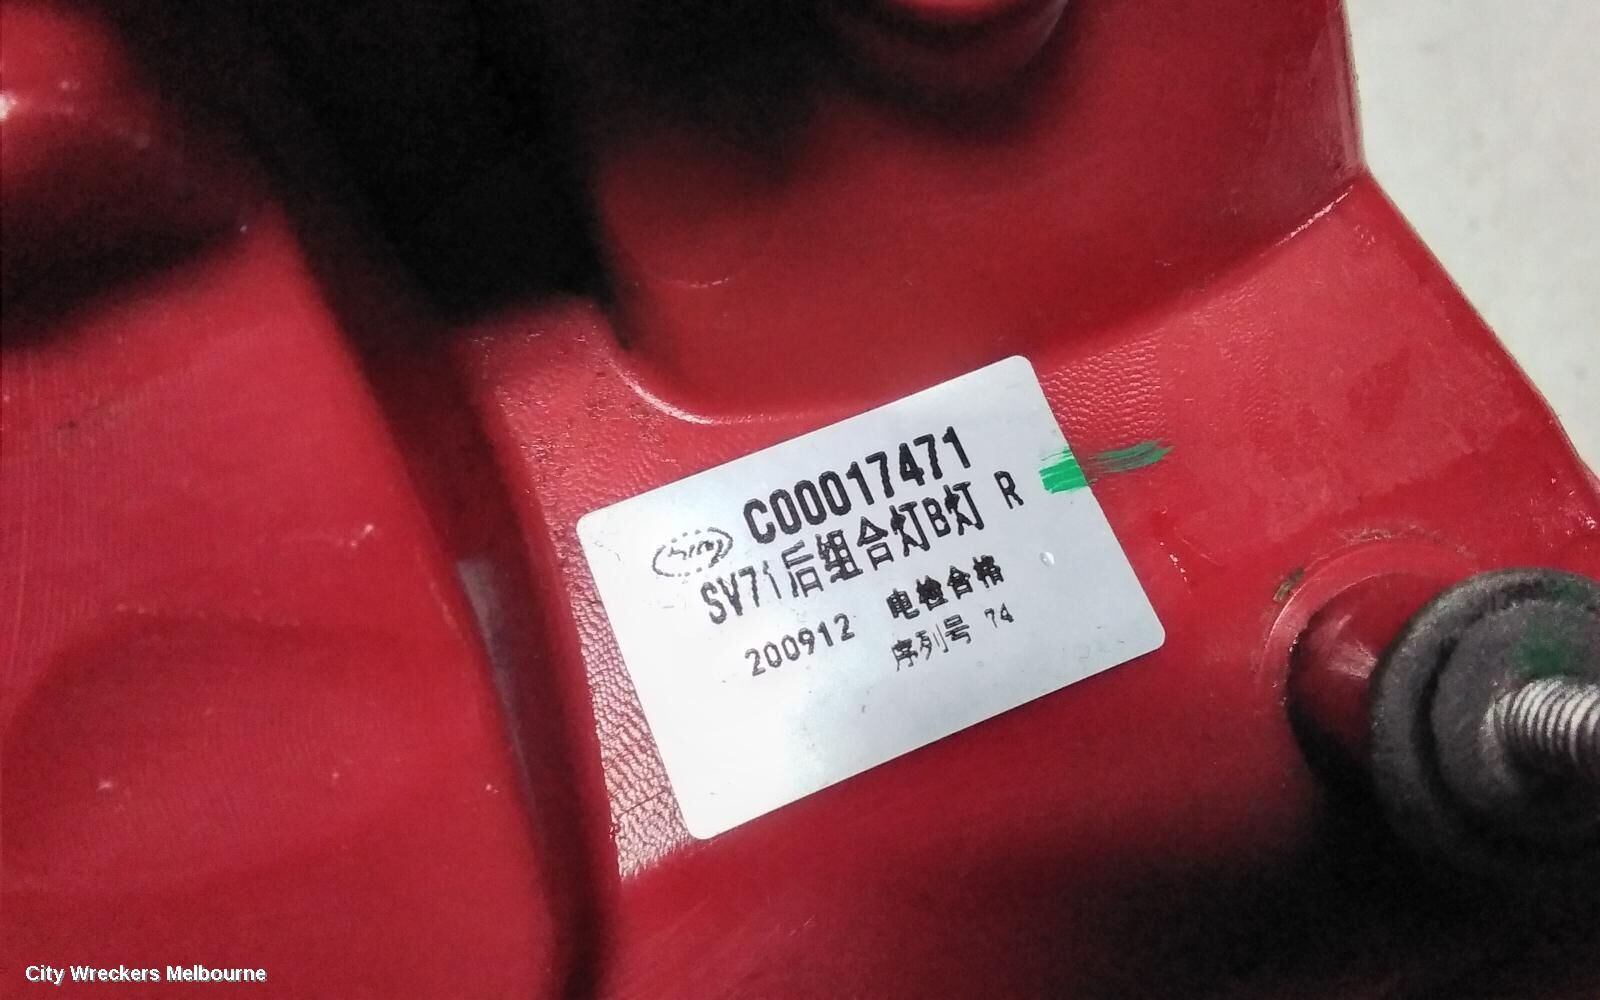 C00017471
SV71后组合灯B灯 R
200912 电检合格
序列号 74
City Wreckers Melbourne